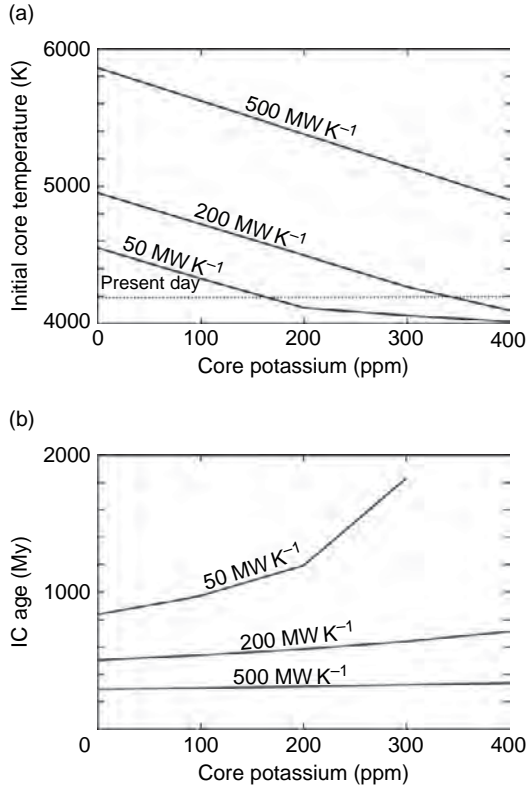 (a)
6000
5000
4000
Initial core temperature (K)
500 MW K⁻¹
200 MW K⁻¹
50 MW K⁻¹
Present day
0 100 200 300 400
Core potassium (ppm)
(b)
2000
1000
0
IC age (My)
50 MW K⁻¹
200 MW K⁻¹
500 MW K⁻¹
100 200 300 400
Core potassium (ppm)